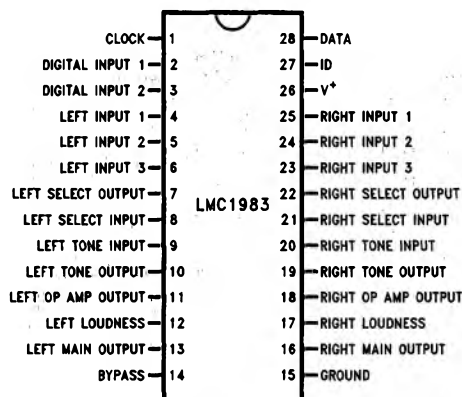 CLOCK 1 28 DATA
DIGITAL INPUT 1 2 27 ID
DIGITAL INPUT 2 3 26 V+
LEFT INPUT 1 4 25 RIGHT INPUT 1
LEFT INPUT 2 5 24 RIGHT INPUT 2
LEFT INPUT 3 6 23 RIGHT INPUT 3
LEFT SELECT OUTPUT 7 22 RIGHT SELECT OUTPUT
LMC1983
LEFT SELECT INPUT 8 21 RIGHT SELECT INPUT
LEFT TONE INPUT 9 20 RIGHT TONE INPUT
LEFT TONE OUTPUT 10 19 RIGHT TONE OUTPUT
LEFT OP AMP OUTPUT 11 18 RIGHT OP AMP OUTPUT
LEFT LOUDNESS 12 17 RIGHT LOUDNESS
LEFT MAIN OUTPUT 13 16 RIGHT MAIN OUTPUT
BYPASS 14 15 GROUND